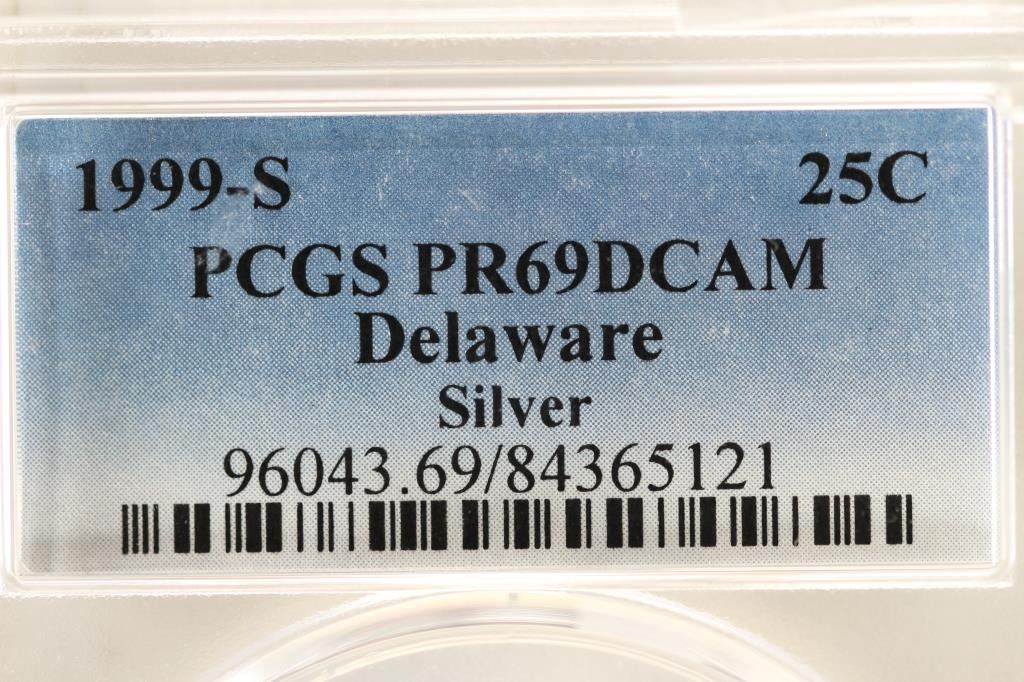 1999-S 25C
PCGS PR69DCAM
Delaware
Silver
96043.69/84365121